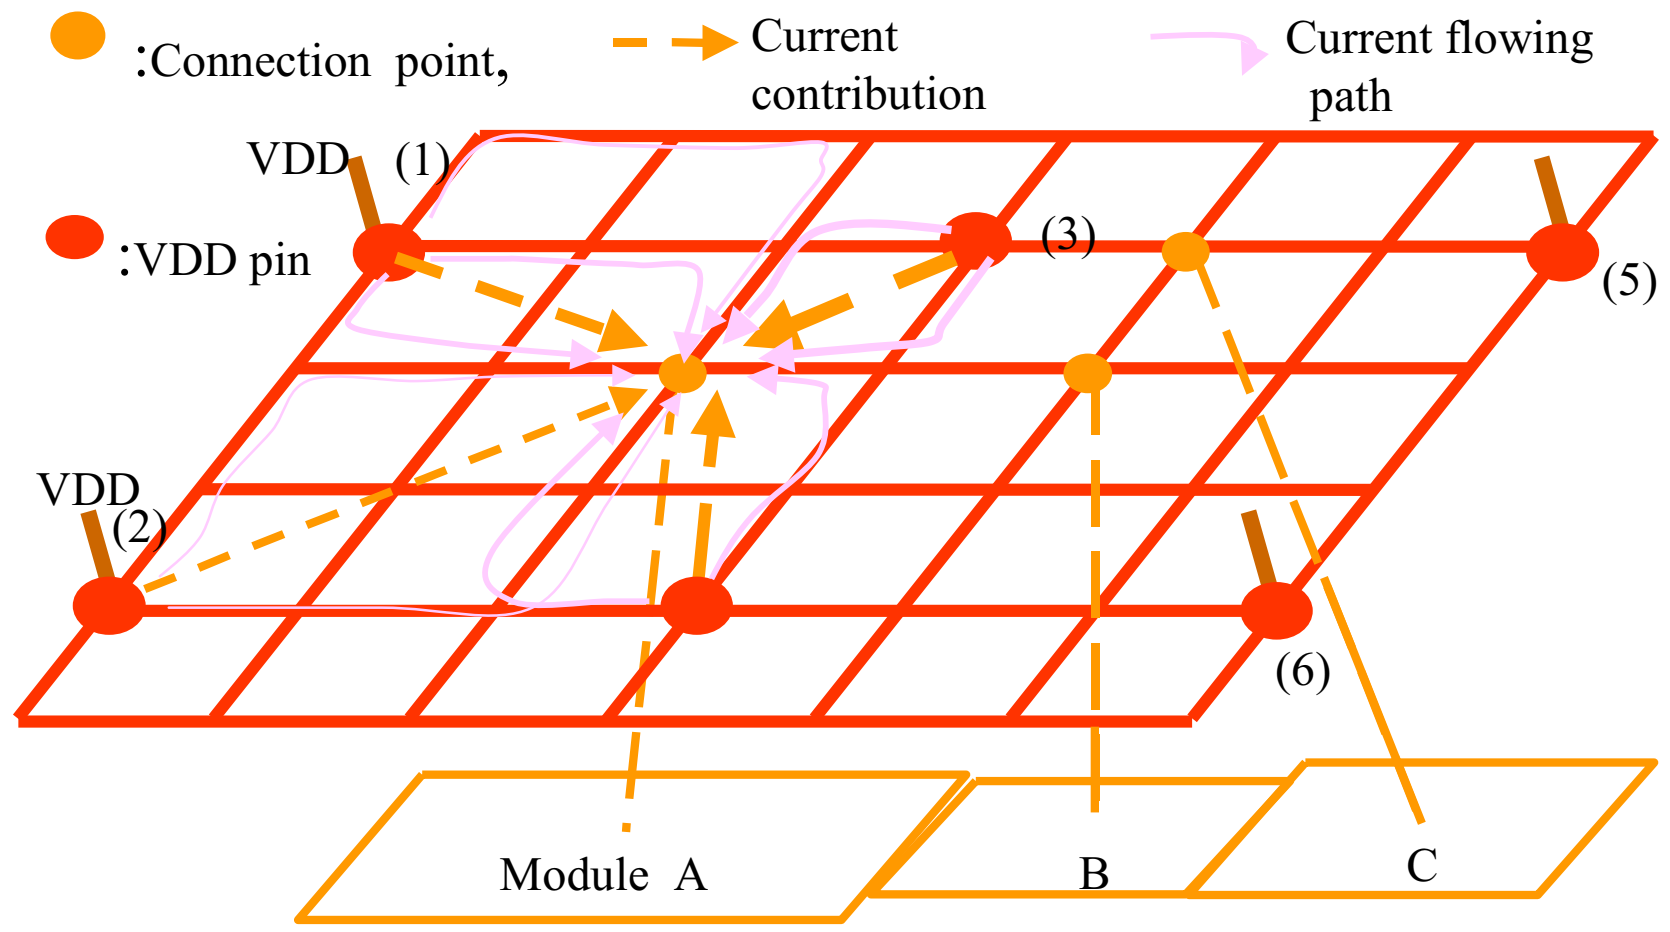 :Connection point,
Current
contribution
Current flowing
path
VDD (1)
:VDD pin
(3)
(5)
VDD
(2)
(6)
Module A
B
C